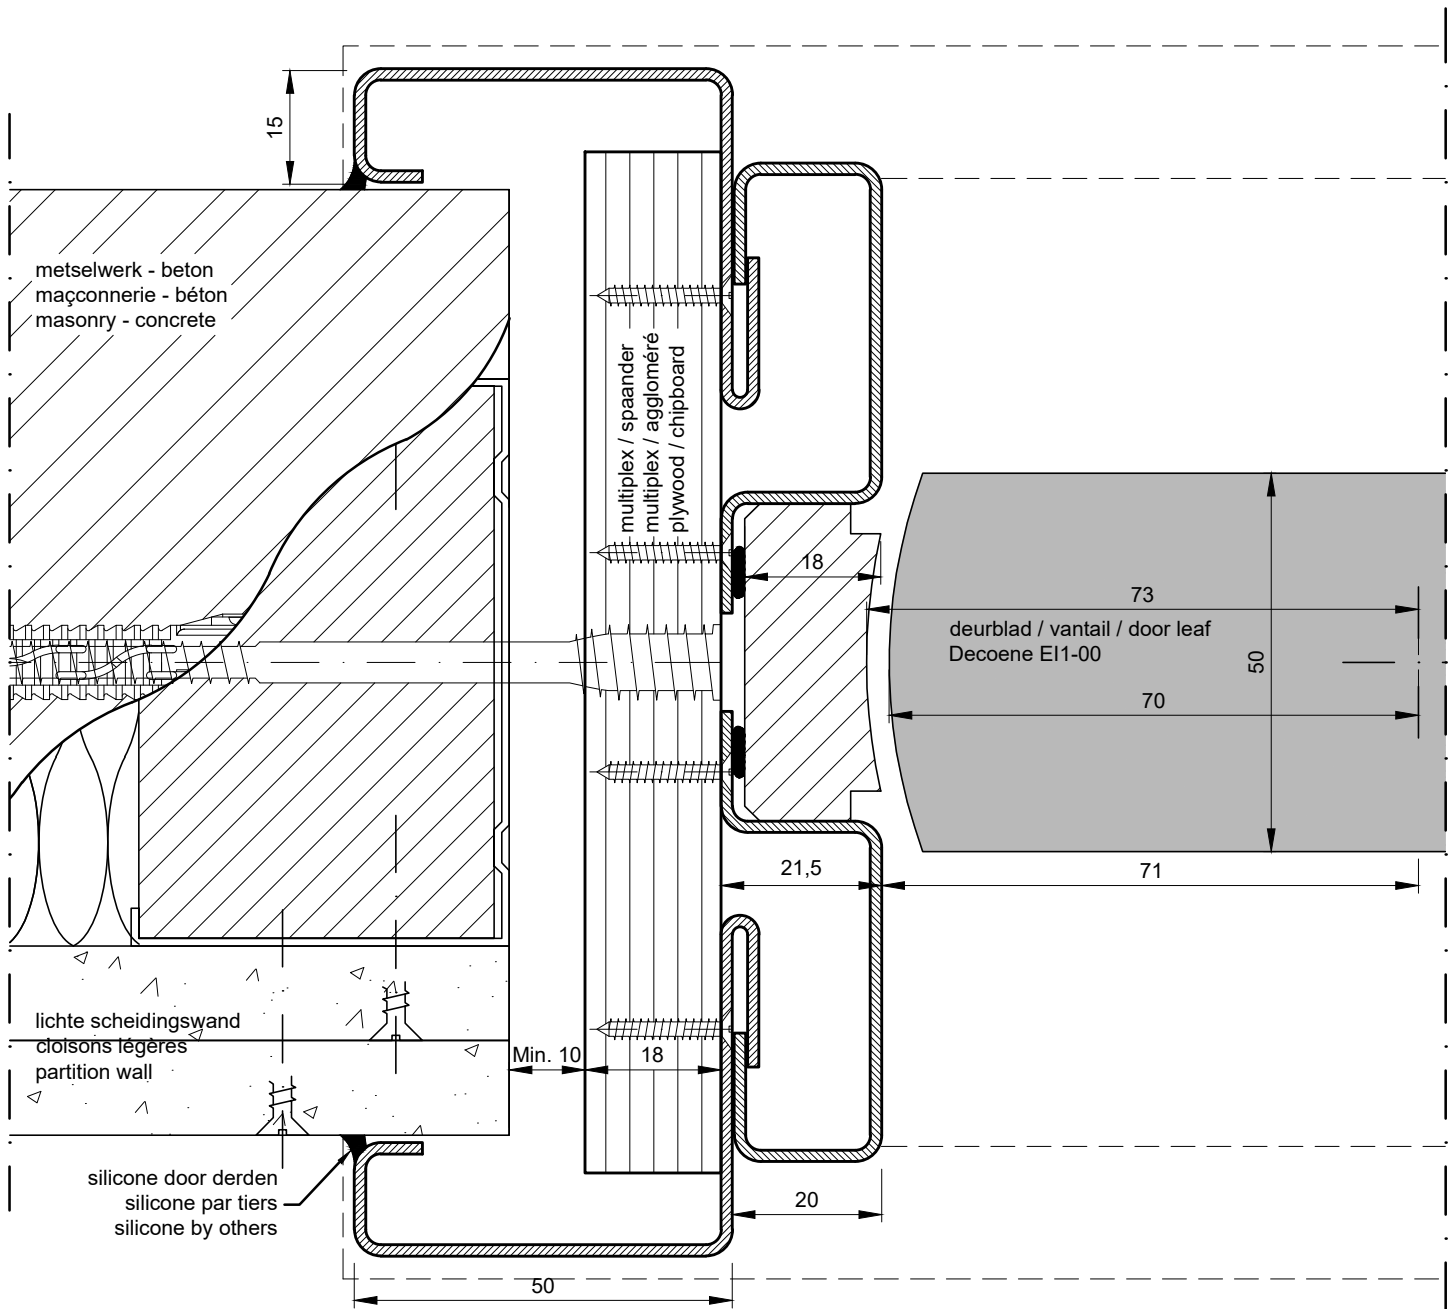 15
metselwerk - beton
maçconnerie - béton
masonry - concrete
multiplex / spaander
multiplex / aggloméré
plywood / chipboard
18
73
deurblad / vantail / door leaf
Decoene EI1-00
50
70
21,5
71
lichte scheidingswand
cloisons légères
partition wall
Min. 10
18
silicone door derden
silicone par tiers
silicone by others
20
50